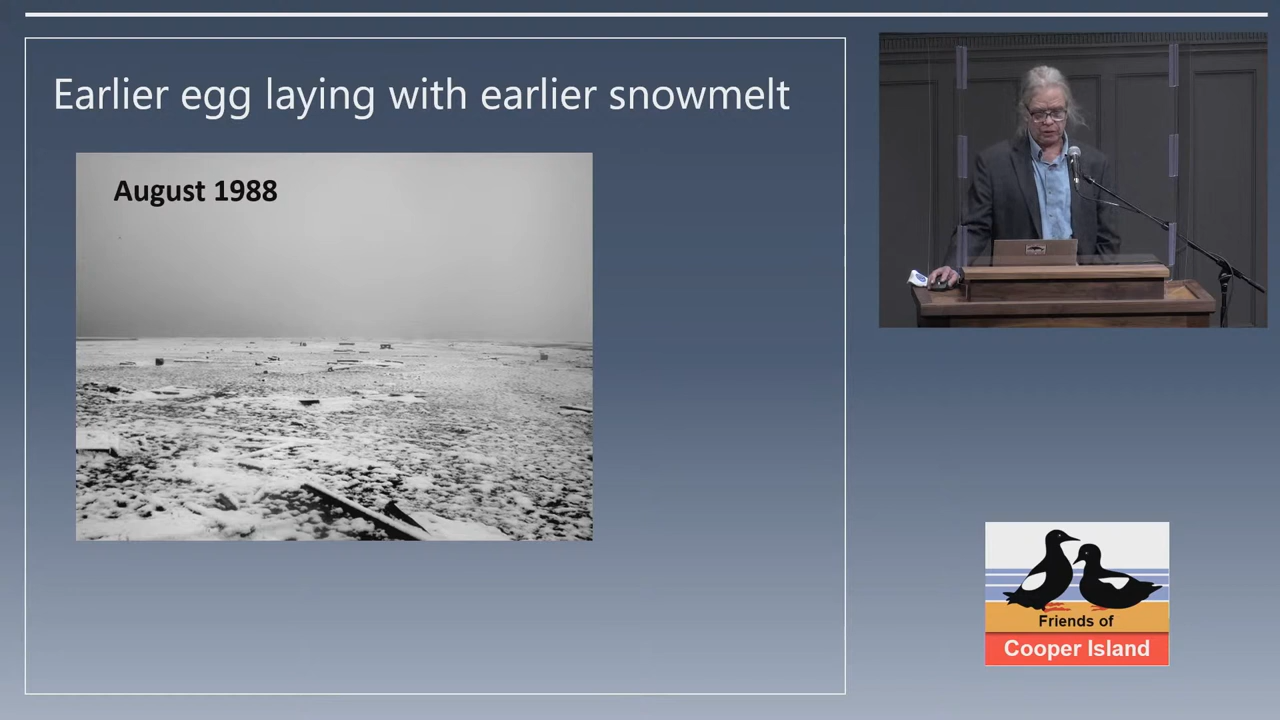 Earlier egg laying with earlier snowmelt
August 1988
Friends of
Cooper Island